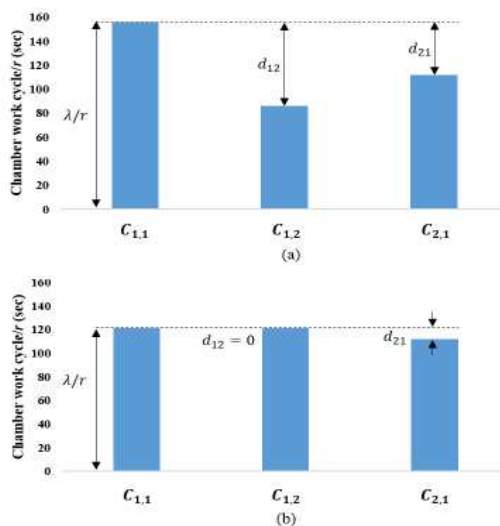 160
140
120
100
80
60
40
20
0
Chamber work cycle/r (sec)
λ/r
d₁₂
d₂₁
C₁,₁ C₁,₂ C₂,₁
(a)
160
140
120
100
80
60
40
20
0
Chamber work cycle/r (sec)
λ/r
d₁₂ = 0
d₂₁
C₁,₁ C₁,₂ C₂,₁
(b)